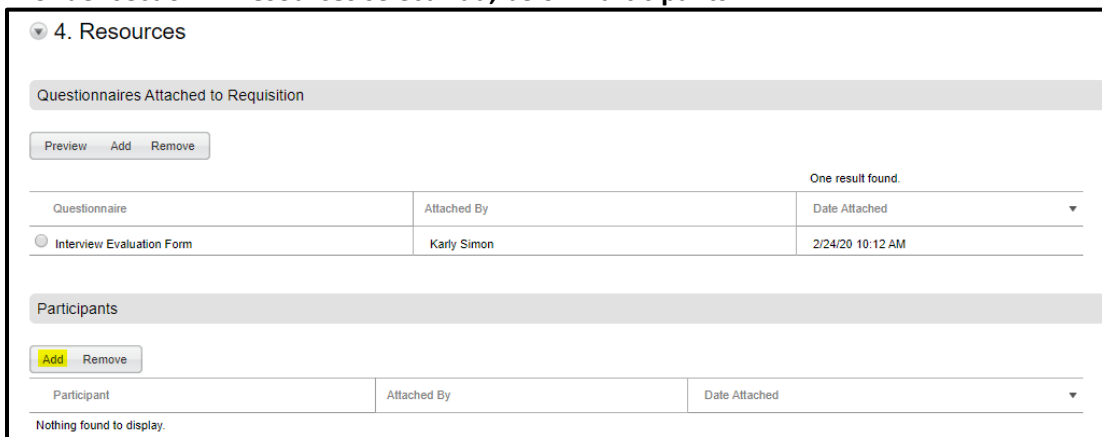 4. Resources
Questionnaires Attached to Requisition
Preview Add Remove
One result found.
Questionnaire Attached By Date Attached
Interview Evaluation Form Karly Simon 2/24/20 10:12 AM
Participants
Add Remove
Participant Attached By Date Attached
Nothing found to display.